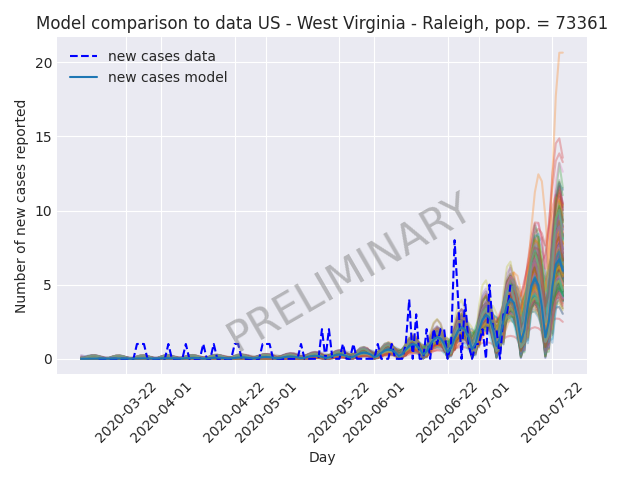 Model comparison to data US - West Virginia - Raleigh, pop. = 73361
new cases data
new cases model
PRELIMINARY
Number of new cases reported
20
15
10
5
0
2020-03-22
2020-04-01
2020-04-22
2020-05-01
2020-05-22
2020-06-01
2020-06-22
2020-07-01
2020-07-22
Day